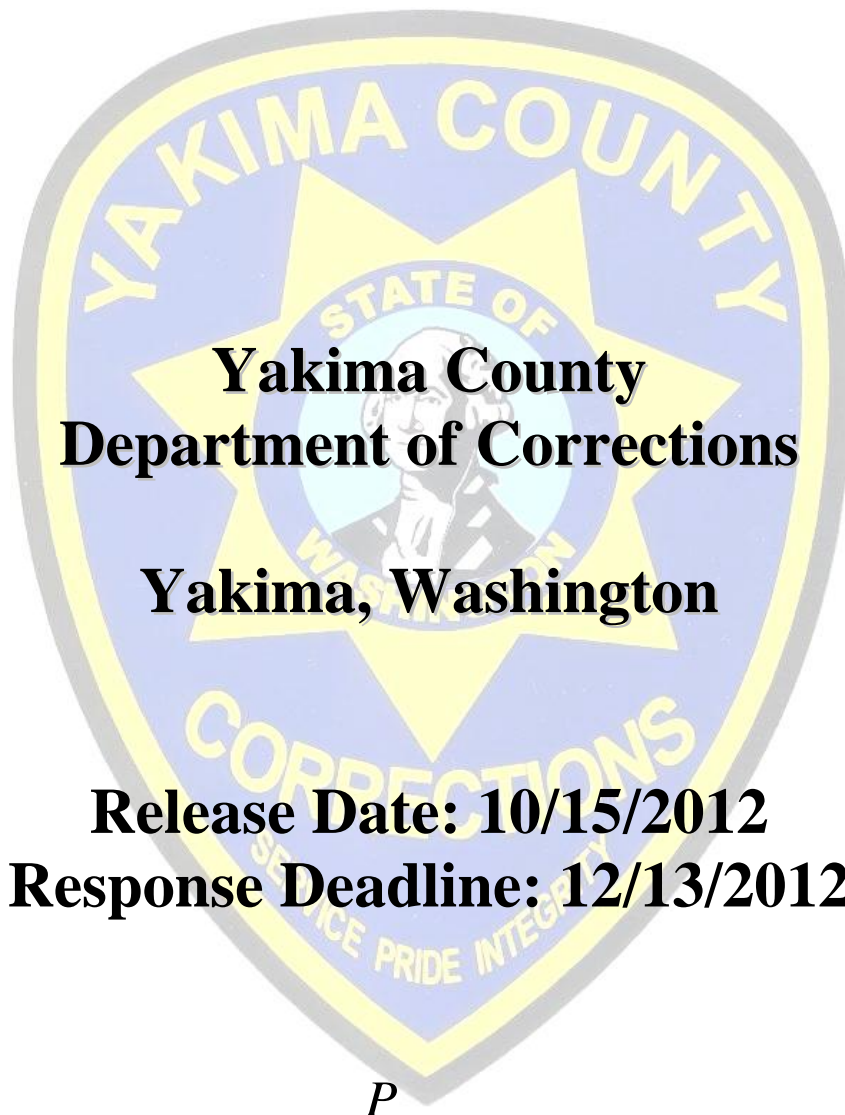 YAKIMA COUNTY
STATE OF
Yakima County
Department of Corrections
WASHINGTON
Yakima, Washington
CORRECTIONS
Release Date: 10/15/2012
Response Deadline: 12/13/2012
SERVICE PRIDE INTEGRITY
P